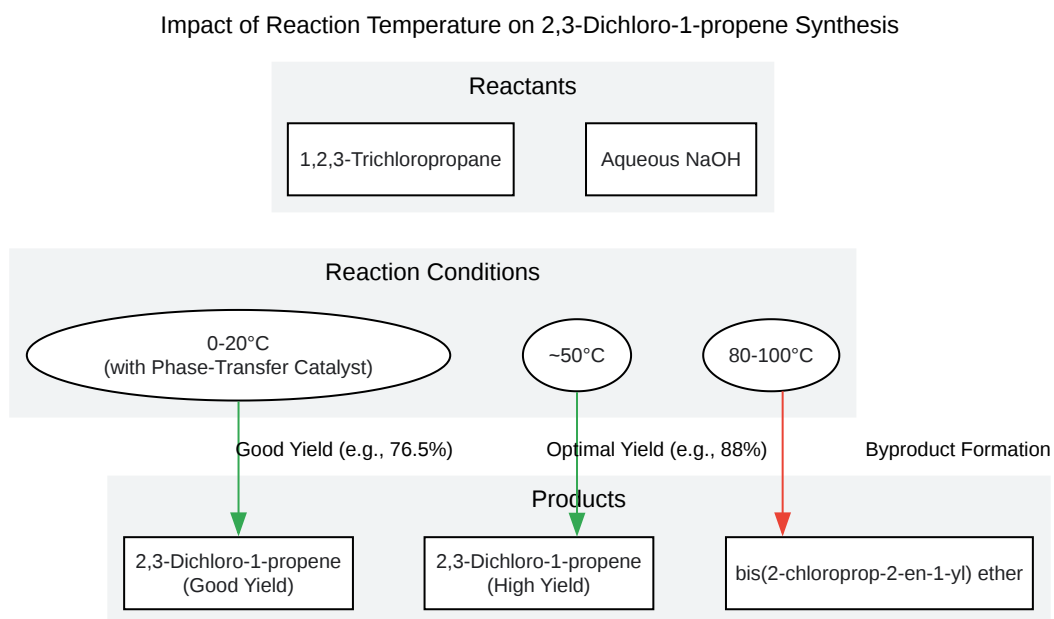 Impact of Reaction Temperature on 2,3-Dichloro-1-propene Synthesis
Reactants
1,2,3-Trichloropropane
Aqueous NaOH
Reaction Conditions
0-20°C
(with Phase-Transfer Catalyst)
~50°C
80-100°C
Good Yield (e.g., 76.5%)
Optimal Yield (e.g., 88%)
Byproduct Formation
Products
2,3-Dichloro-1-propene
(Good Yield)
2,3-Dichloro-1-propene
(High Yield)
bis(2-chloroprop-2-en-1-yl) ether